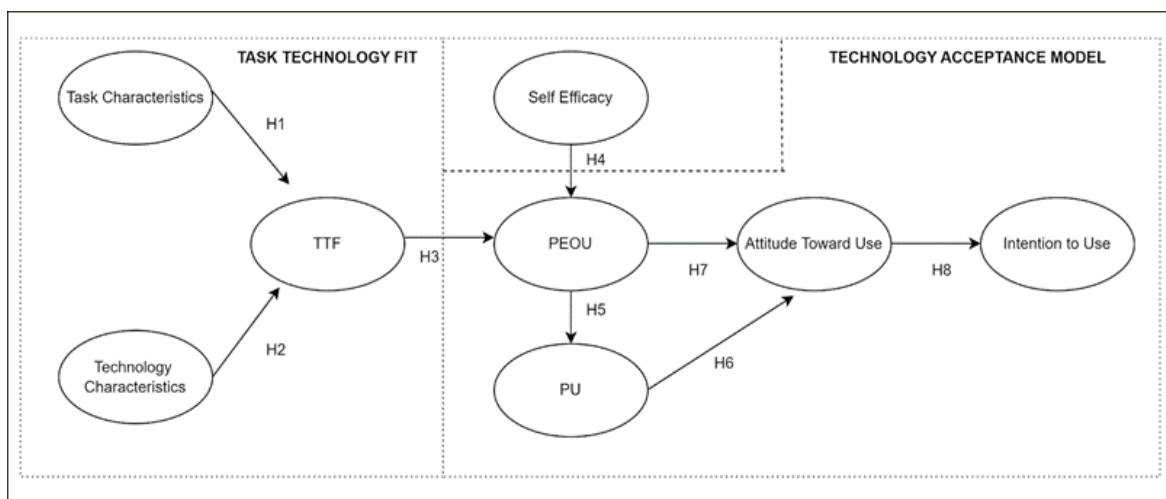 TASK TECHNOLOGY FIT
TECHNOLOGY ACCEPTANCE MODEL
Task Characteristics
Self Efficacy
H1
H4
TTF
H3
PEOU
H7
Attitude Toward Use
H8
Intention to Use
H2
H5
H6
Technology
Characteristics
PU